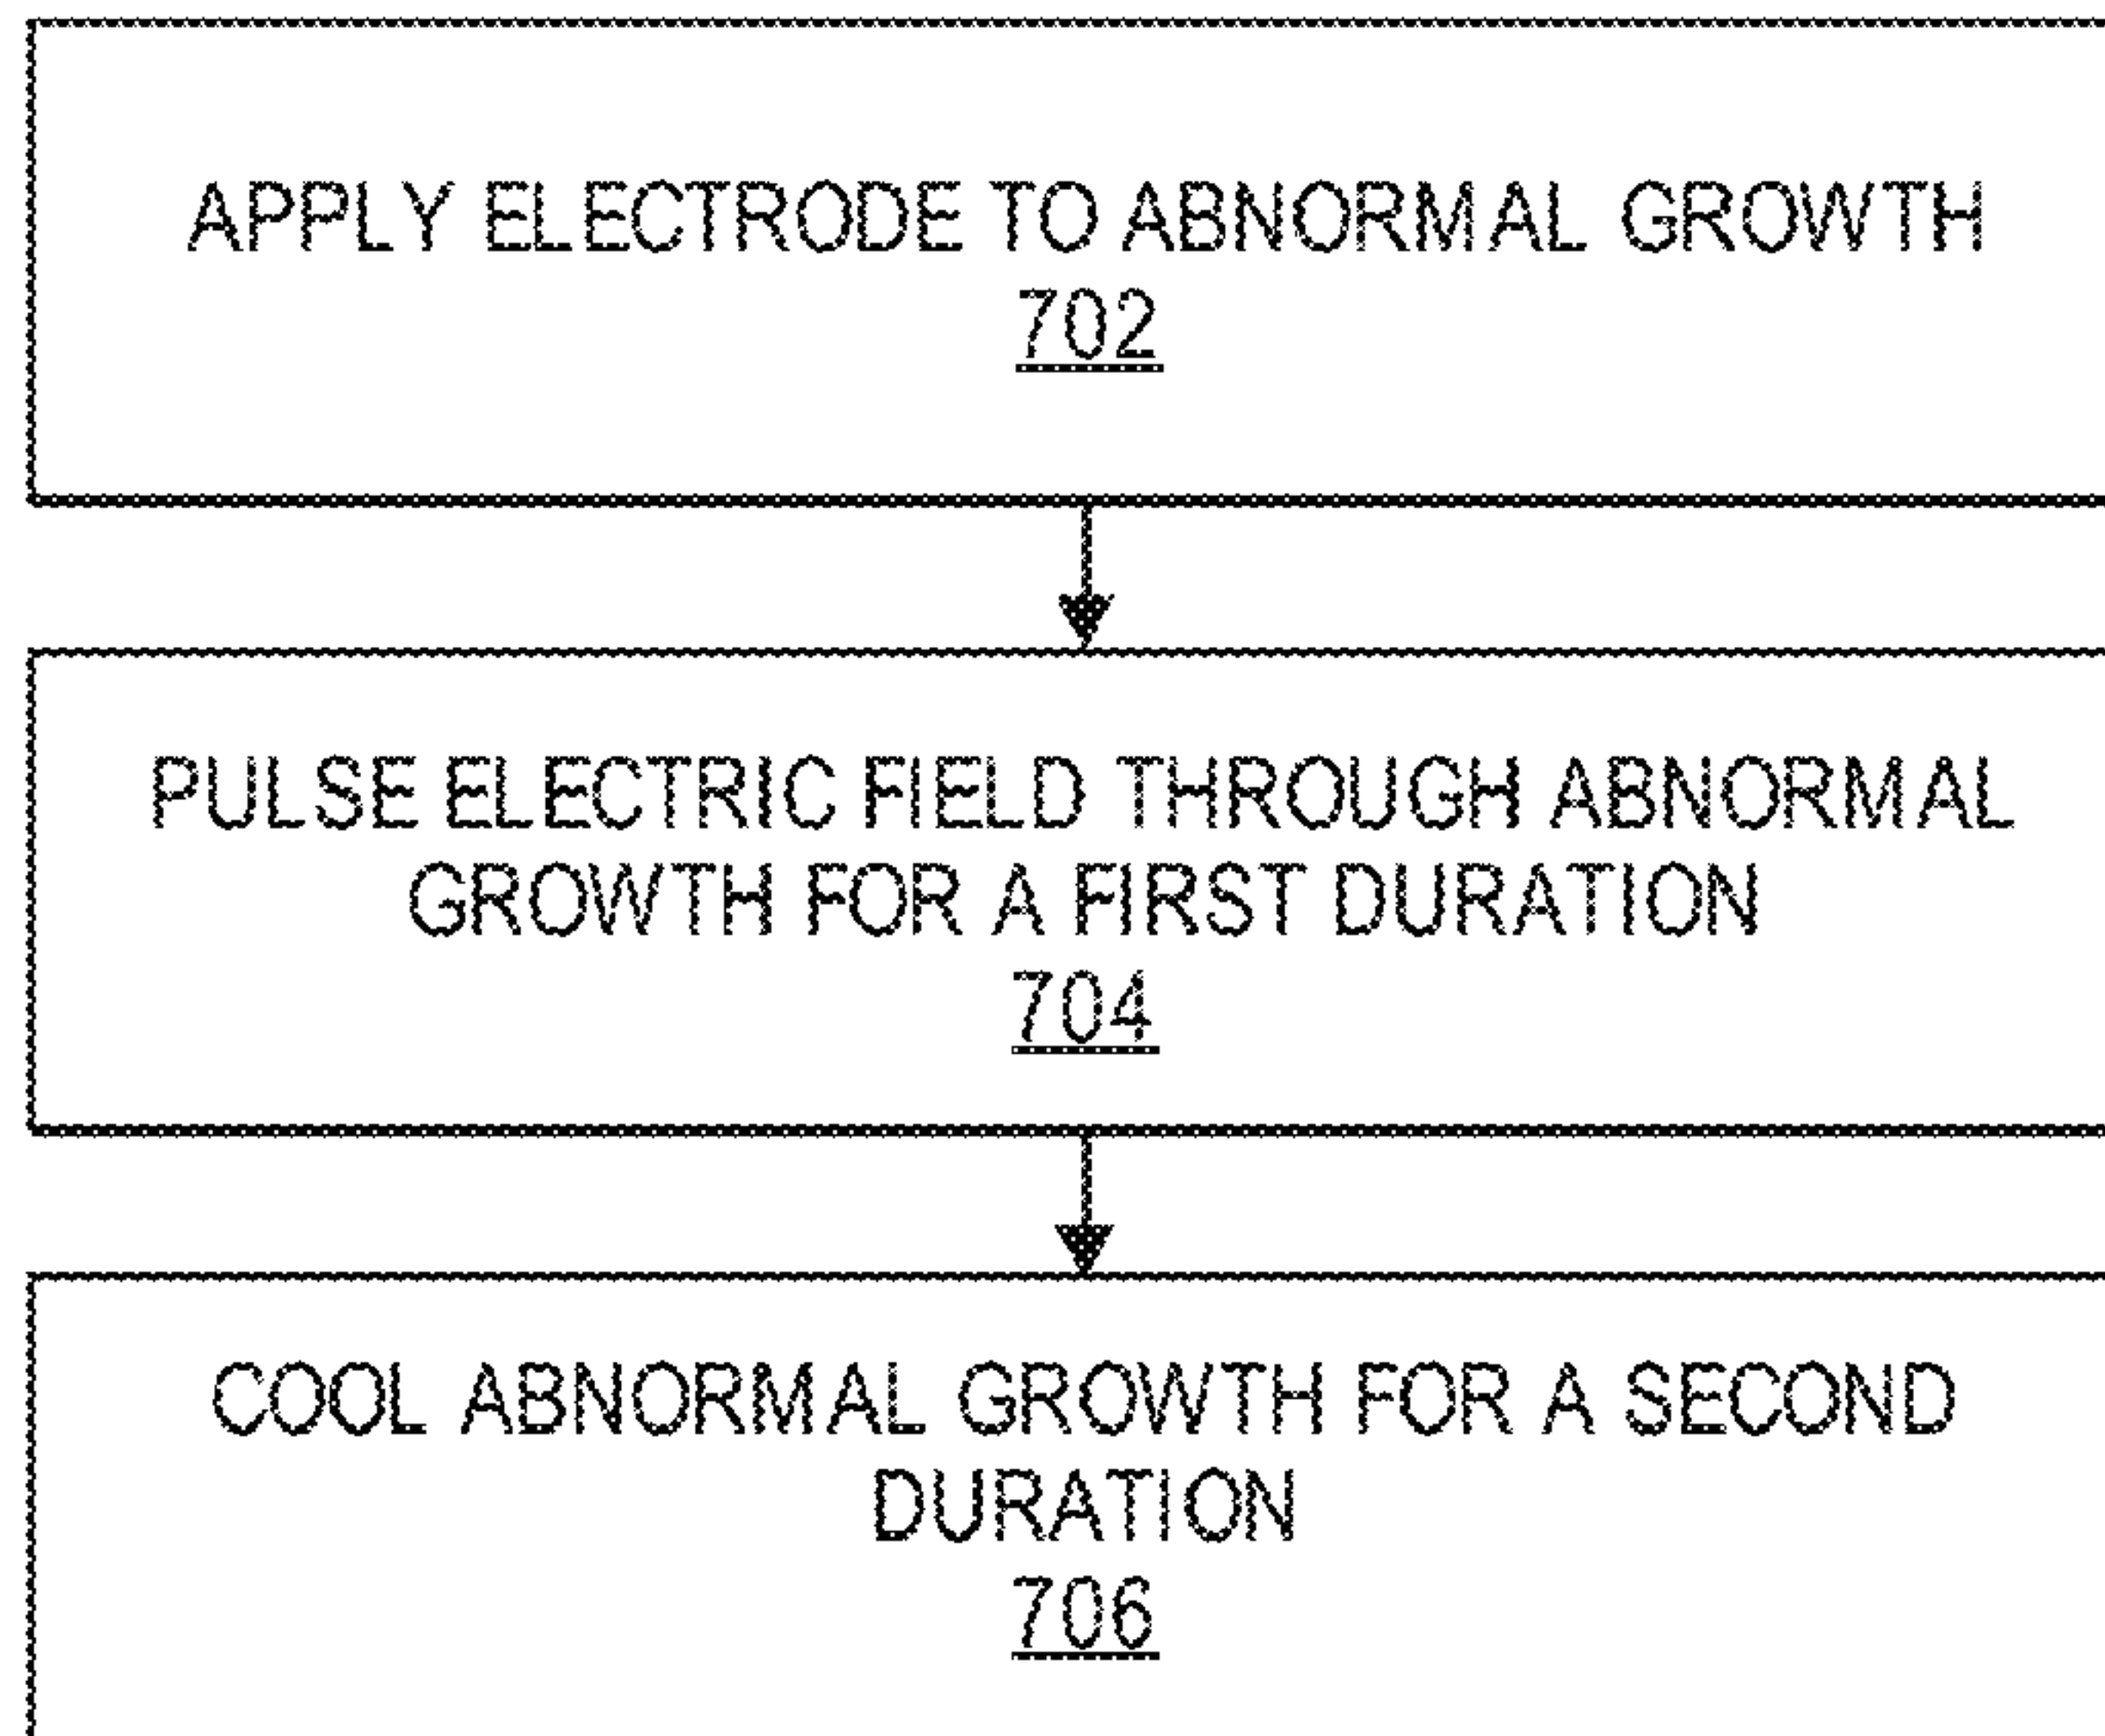 APPLY ELECTRODE TO ABNORMAL GROWTH
702
PULSE ELECTRIC FIELD THROUGH ABNORMAL
GROWTH FOR A FIRST DURATION
704
COOL ABNORMAL GROWTH FOR A SECOND
DURATION
706